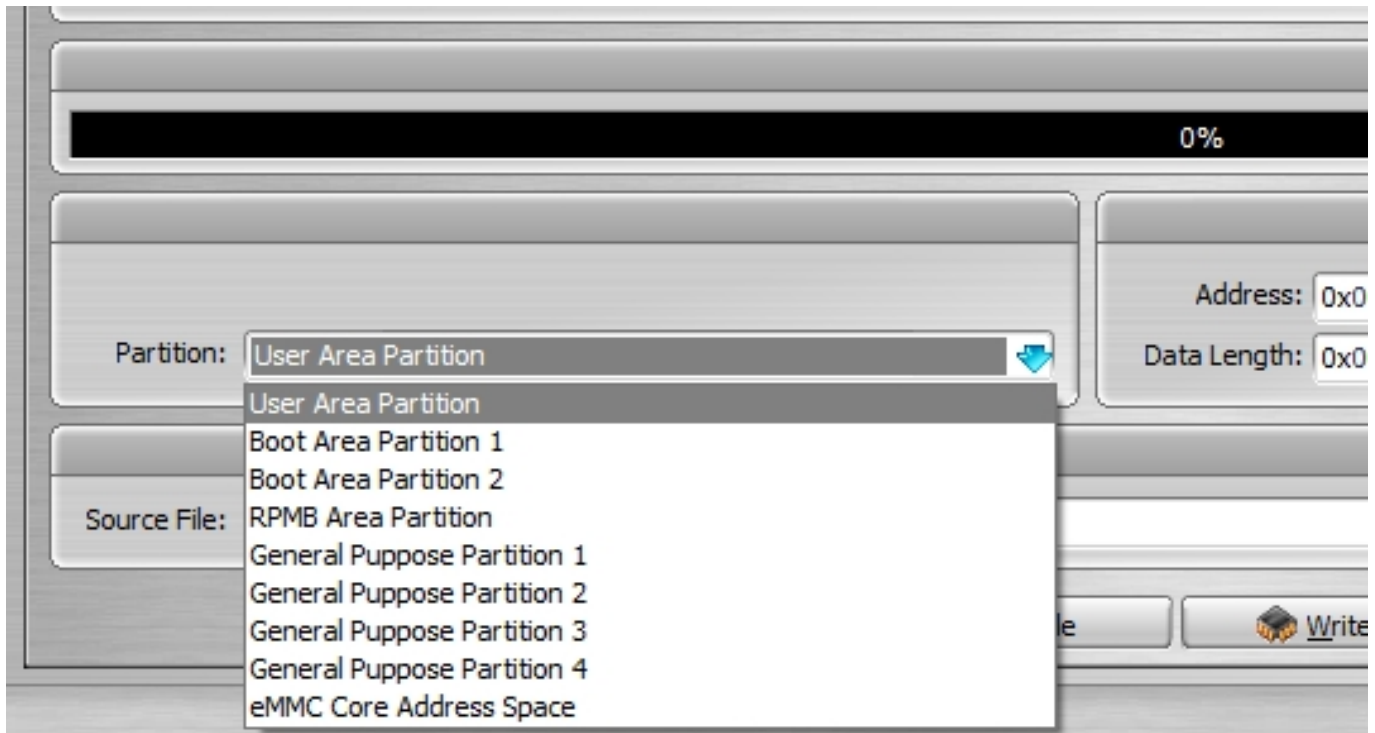 0%
Address: 0x0
Partition: User Area Partition
Data Length: 0x0
User Area Partition
Boot Area Partition 1
Boot Area Partition 2
Source File:
RPMB Area Partition
General Puppose Partition 1
General Puppose Partition 2
General Puppose Partition 3
le
Write
General Puppose Partition 4
eMMC Core Address Space